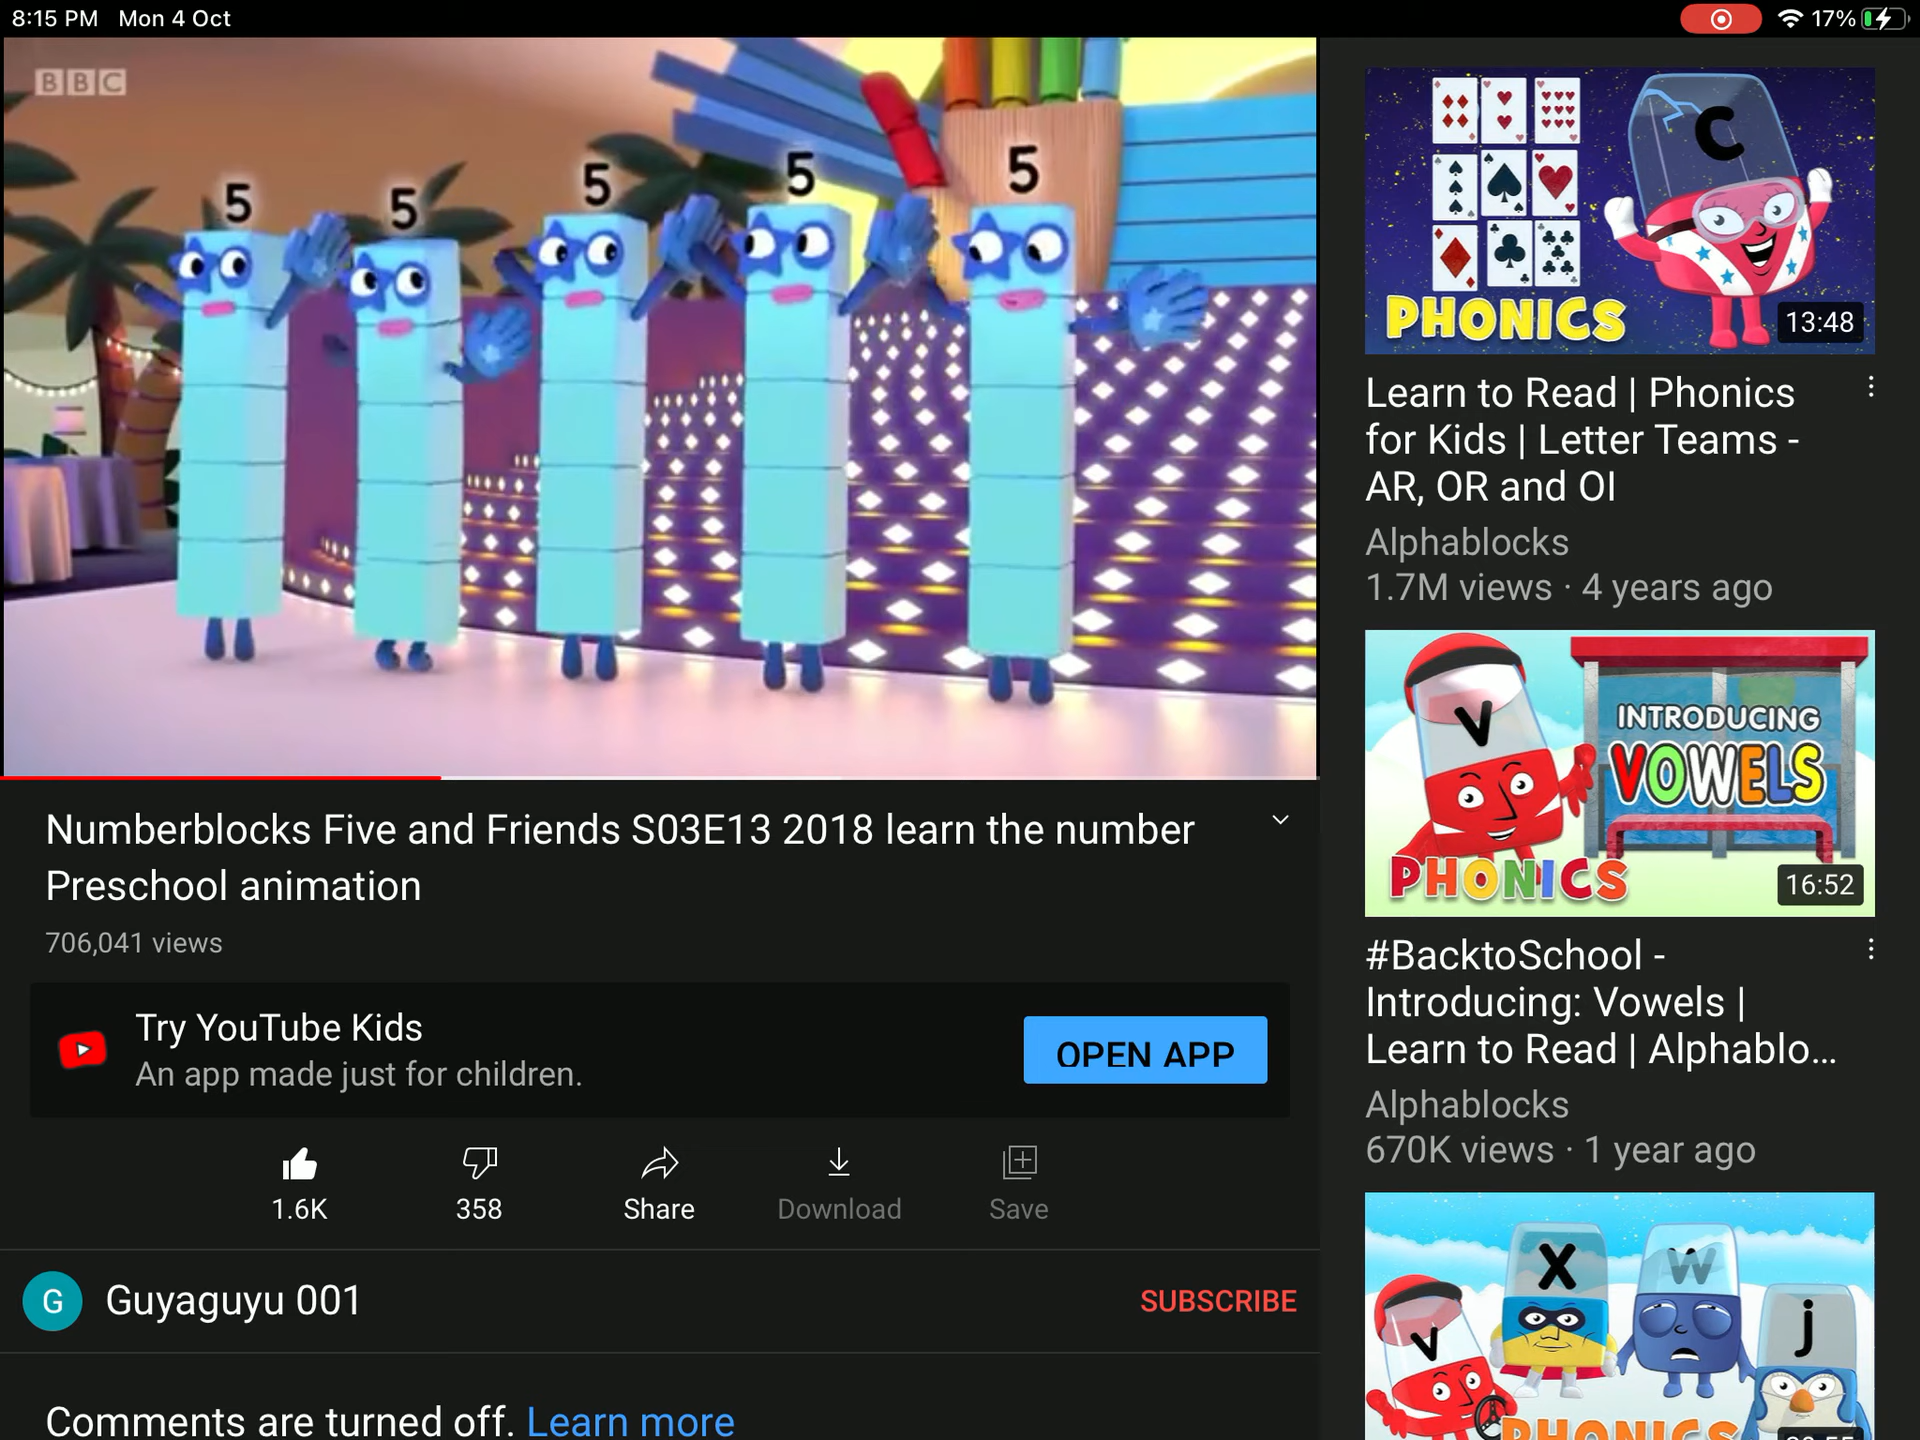 8:15 PM Mon 4 Oct
17%
BBC
5 5 5 5 5
Numberblocks Five and Friends S03E13 2018 learn the number
Preschool animation
706,041 views
Try YouTube Kids
An app made just for children.
OPEN APP
1.6K
358
Share
Download
Save
G
Guyaguyu 001
SUBSCRIBE
Comments are turned off. Learn more
C
PHONICS
13:48
Learn to Read | Phonics
for Kids | Letter Teams -
AR, OR and OI
Alphablocks
1.7M views · 4 years ago
v
INTRODUCING
VOWELS
PHONICS
16:52
#BacktoSchool -
Introducing: Vowels |
Learn to Read | Alphablo...
Alphablocks
670K views · 1 year ago
v
X
w
j
PHONICS